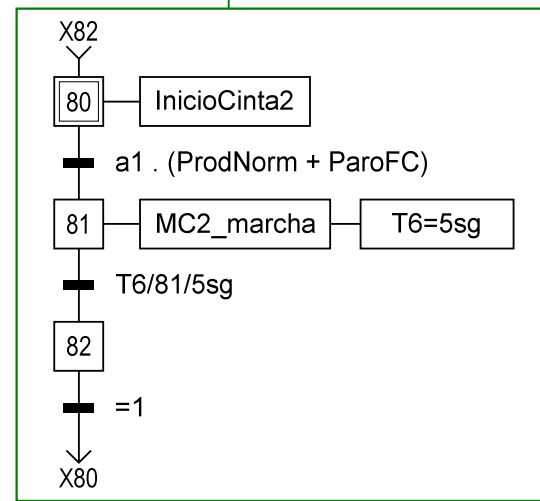 X82
80 InicioCinta2
a1 . (ProdNorm + ParoFC)
81 MC2_marcha T6=5sg
T6/81/5sg
82
=1
X80